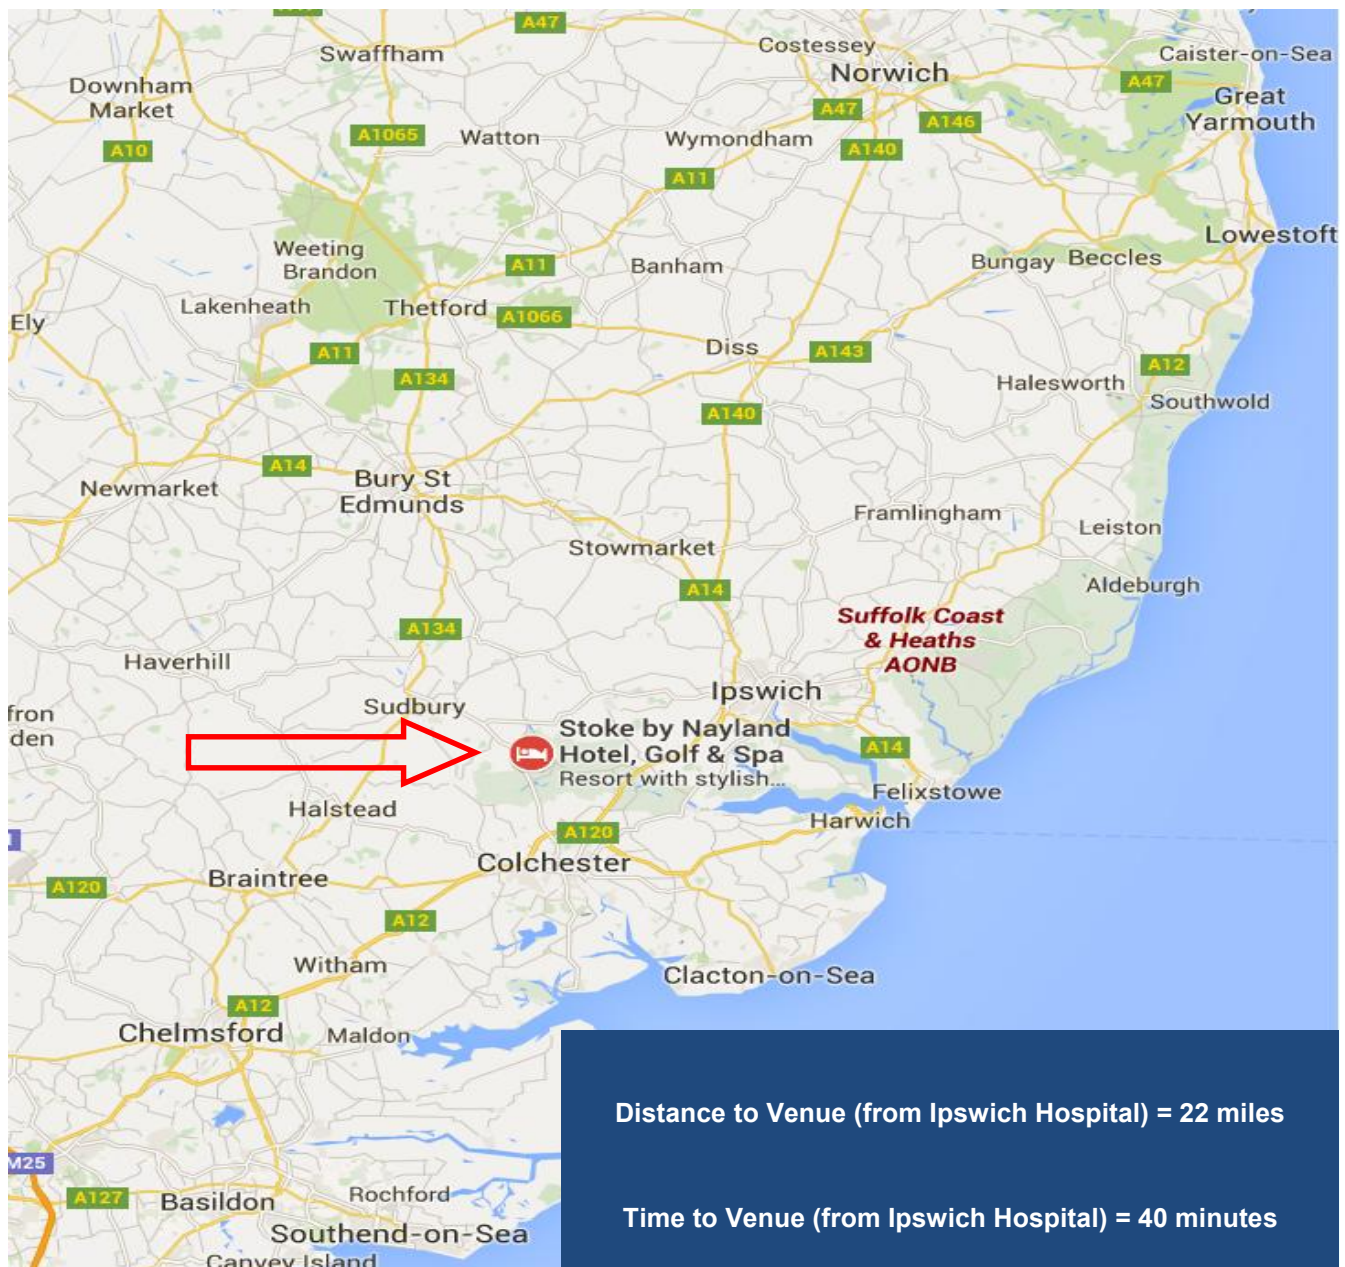 A47
Swaffham
Costessey
Norwich
Caister-on-Sea
Downham
Market
A47
A47
Great
Yarmouth
A1065
Watton
Wymondham
A146
A10
A140
A11
Weeting
Brandon
A11
Banham
Bungay
Beccles
Lowestoft
Lakenheath
Thetford
A1066
Ely
A11
Diss
A143
A12
A134
Halesworth
Southwold
A140
A14
Bury St
Edmunds
Newmarket
Framlingham
Leiston
Stowmarket
A14
Aldeburgh
A134
Suffolk Coast
& Heaths
AONB
Haverhill
Ipswich
Sudbury
fron
den
Stoke by Nayland
Hotel, Golf & Spa
Resort with stylish...
A14
Felixstowe
Halstead
Harwich
A120
Colchester
A120
Braintree
A12
Witham
Clacton-on-Sea
A12
Chelmsford
Maldon
Distance to Venue (from Ipswich Hospital) = 22 miles
M25
A127
Basildon
Rochford
Time to Venue (from Ipswich Hospital) = 40 minutes
Southend-on-Sea
Canvey Island